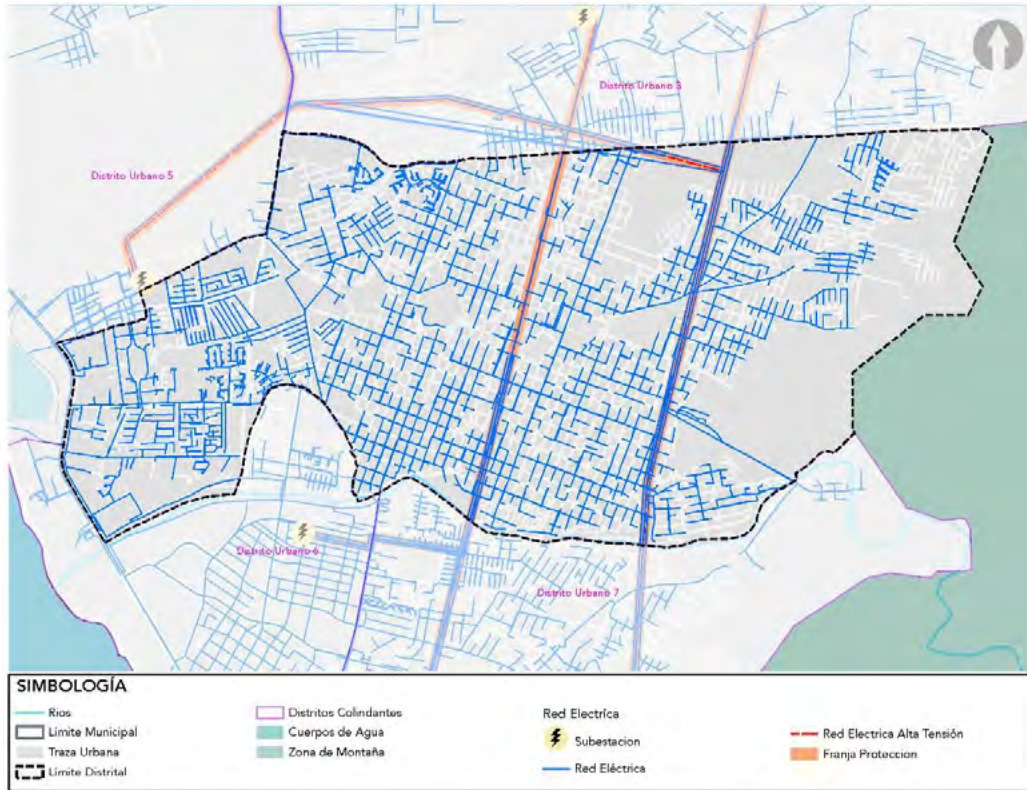 Distrito Urbano 3
Distrito Urbano 5
Distrito Urbano 6
Distrito Urbano 7
SIMBOLOGÍA
Rios
Limite Municipal
Traza Urbana
Limite Distrital
Distritos Colindantes
Cuerpos de Agua
Zona de Montaña
Red Electríca
Subestacion
Red Eléctrica
Red Electrica Alta Tensión
Franja Proteccion